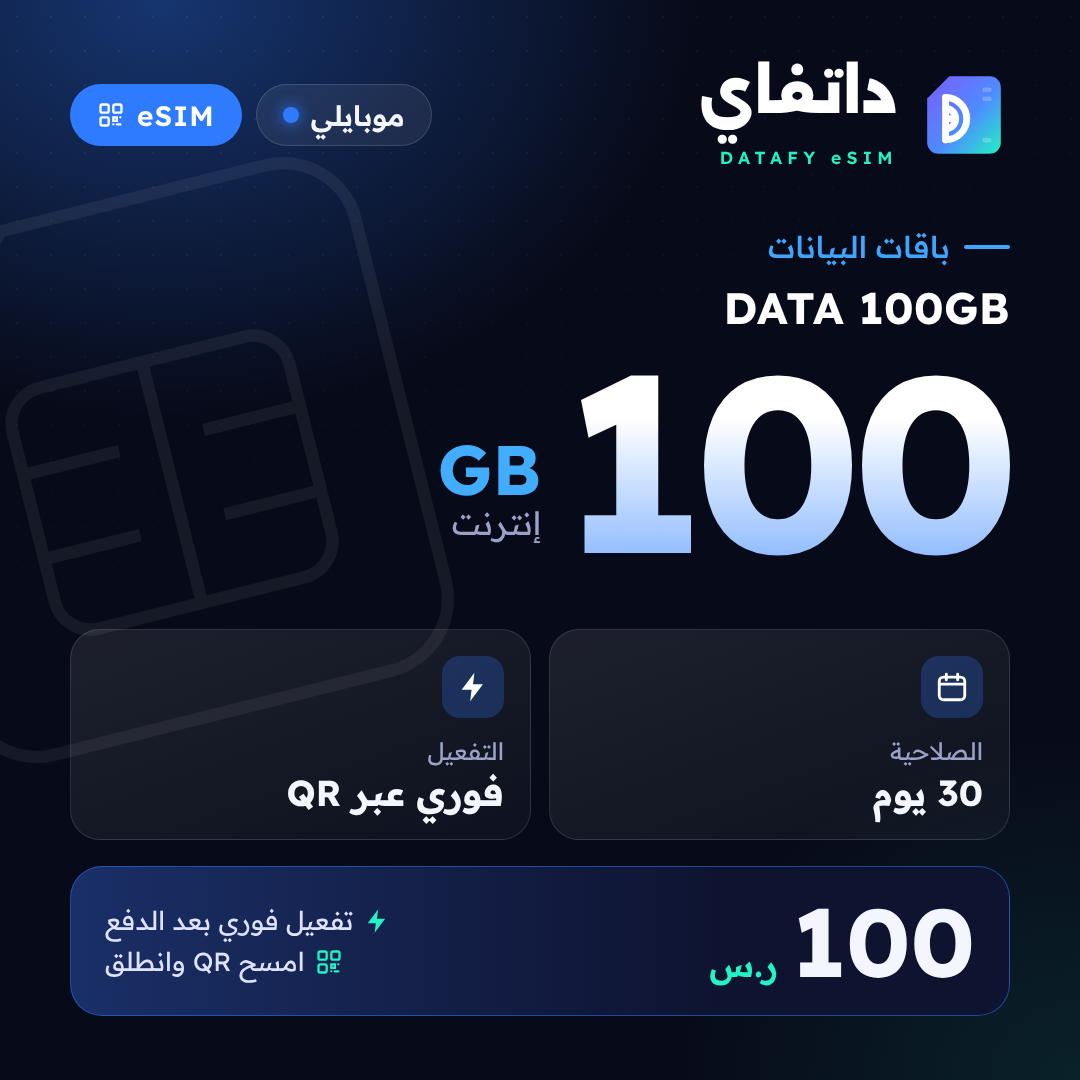 داتفاي
DATAFY eSIM
موبايلي
eSIM
باقات البيانات
DATA 100GB
100
GB
إنترنت
الصلاحية
30 يوم
التفعيل
فوري عبر QR
100 ر.س
تفعيل فوري بعد الدفع
امسح QR وانطلق